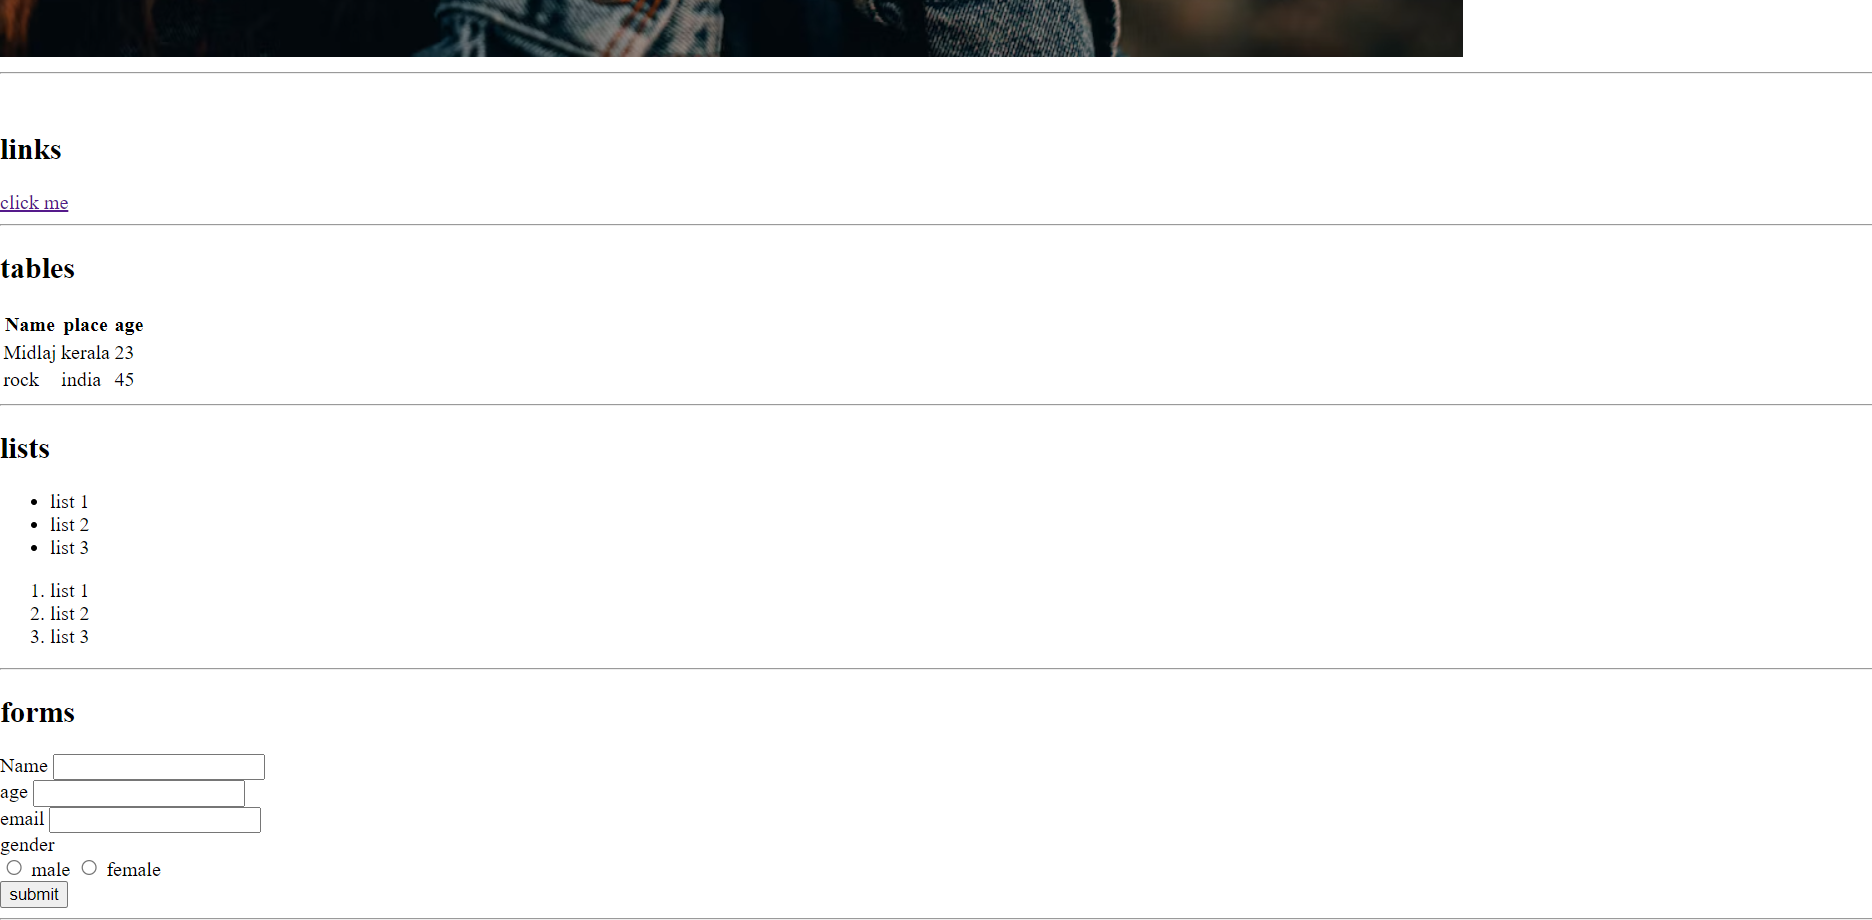 links
click me
tables
Name place age
Midlaj kerala 23
rock india 45
lists
list 1
list 2
list 3
1. list 1
2. list 2
3. list 3
forms
Name
age
email
gender
male female
submit